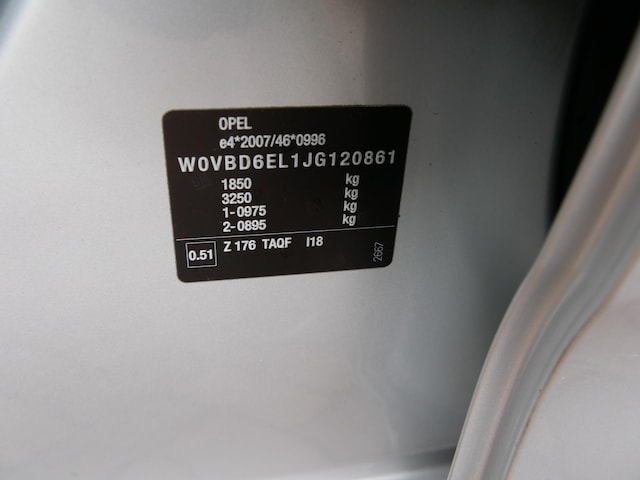 OPEL
e4*2007/46*0996
W0VBD6EL1JG120861
1850 kg
3250 kg
1-0975 kg
2-0895 kg
0.51 Z 176 TAQF I18
2667